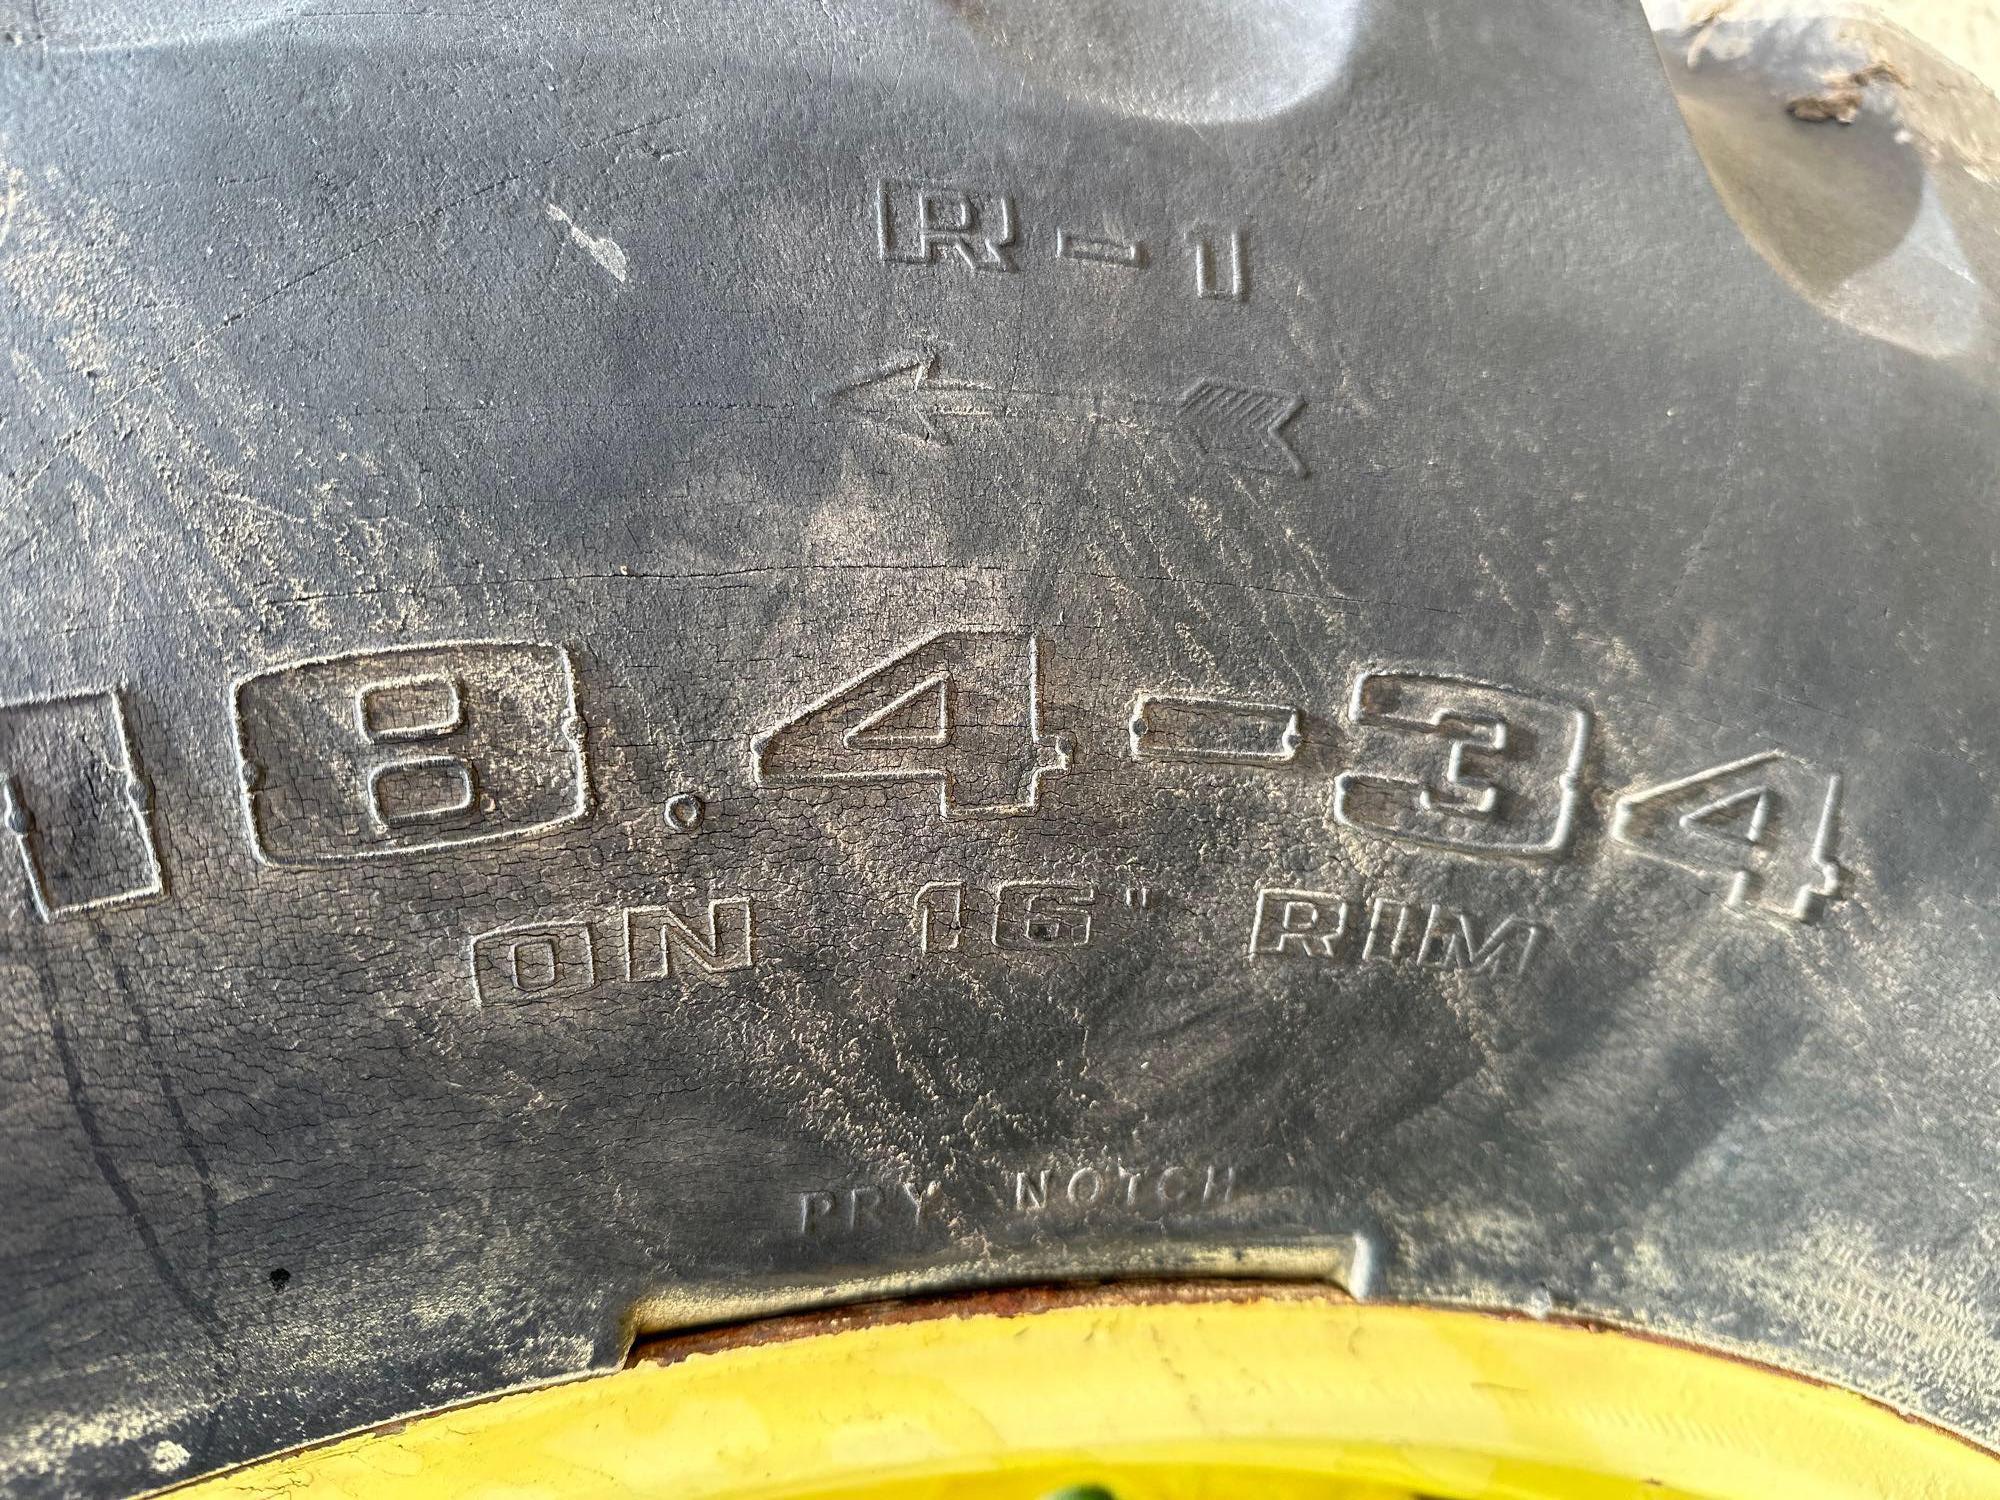 R-1
18.4-34
ON 16" RIM
PRY NOTCH